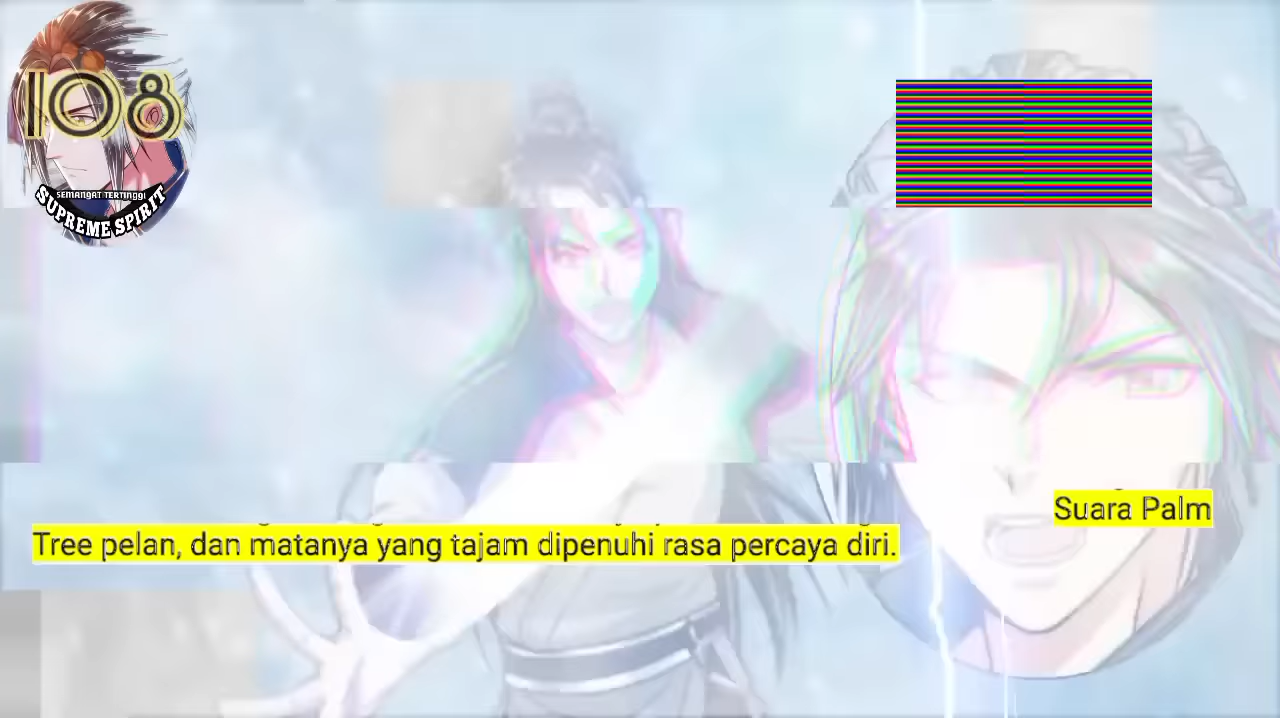 108
SEMANGAT TERTINGGI
SUPREME SPIRIT
Suara Palm
Tree pelan, dan matanya yang tajam dipenuhi rasa percaya diri.